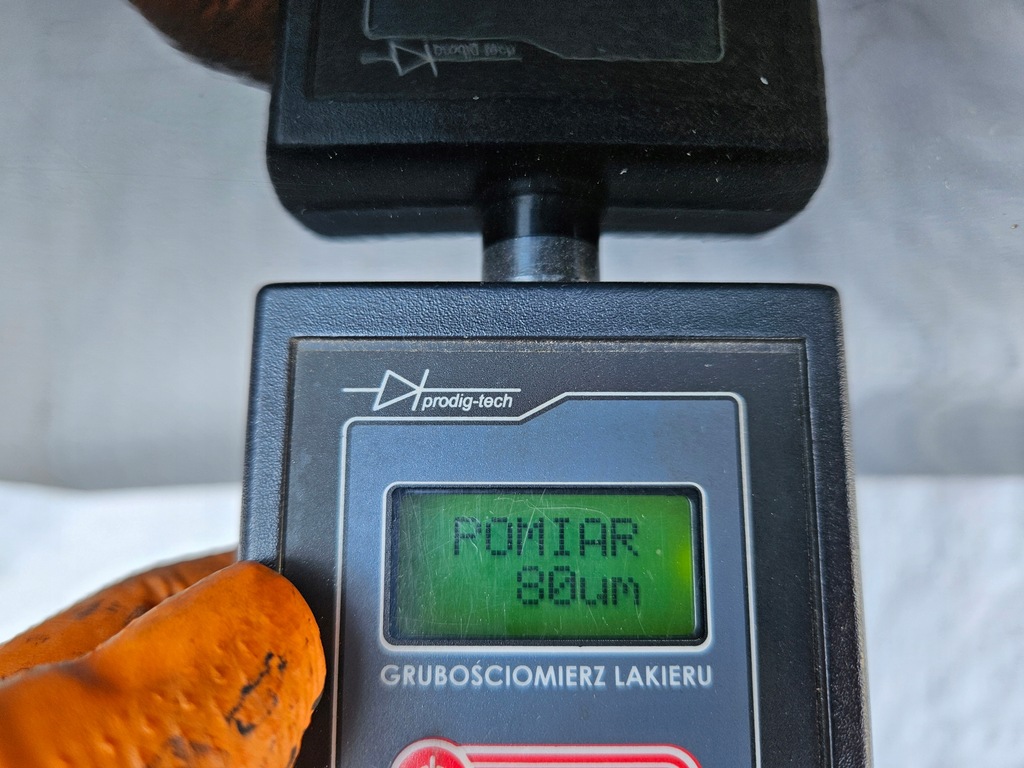 prodig-tech
POMIAR
80um
GRUBOŚCIOMIERZ LAKIERU